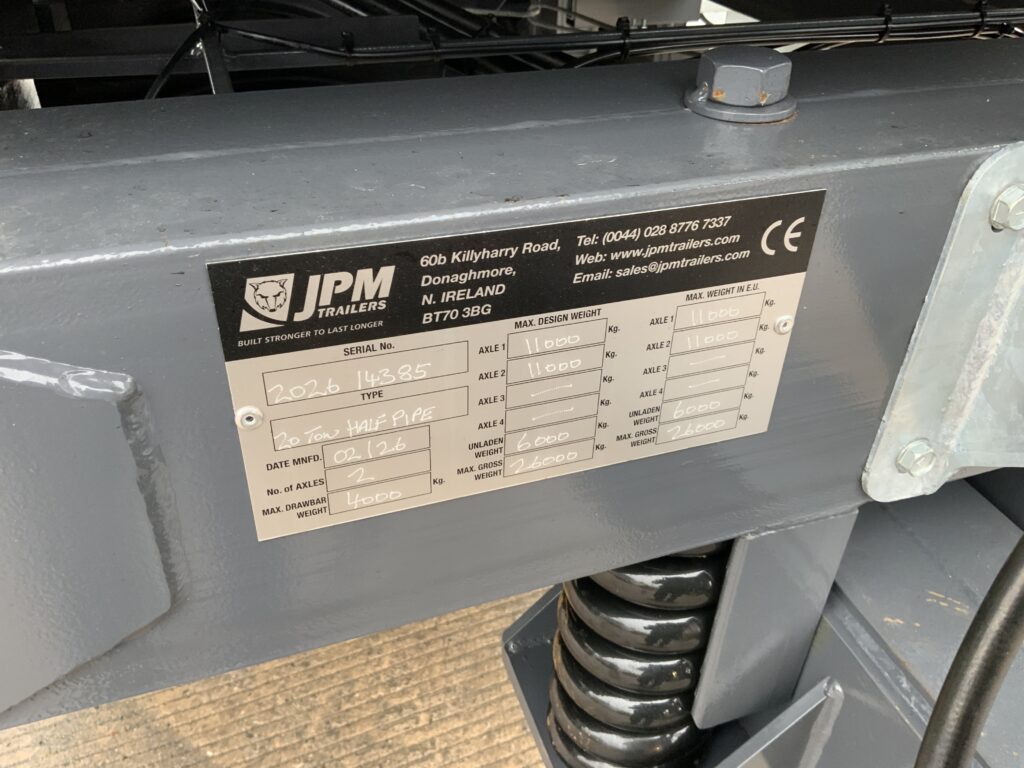 JPM
TRAILERS
BUILT STRONGER TO LAST LONGER
60b Killyharry Road,
Donaghmore,
N. IRELAND
BT70 3BG
Tel: (0044) 028 8776 7337
Web: www.jpmtrailers.com
Email: sales@jpmtrailers.com
CE
SERIAL No.
2026 14385
TYPE
20 TON HALF PIPE
DATE MNFD. 02/26
No. of AXLES 2
MAX. DRAWBAR WEIGHT 4000 Kg.
MAX. DESIGN WEIGHT
AXLE 1 11000 Kg.
AXLE 2 11000 Kg.
AXLE 3 — Kg.
AXLE 4 — Kg.
UNLADEN WEIGHT 6000 Kg.
MAX. GROSS WEIGHT 26000 Kg.
MAX. WEIGHT IN E.U.
AXLE 1 11000 Kg.
AXLE 2 11000 Kg.
AXLE 3 — Kg.
AXLE 4 — Kg.
UNLADEN WEIGHT 6000 Kg.
MAX. GROSS WEIGHT 26000 Kg.